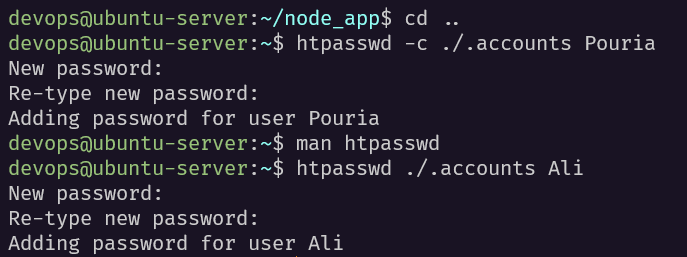 devops@ubuntu-server:~/node_app$ cd ..
devops@ubuntu-server:~$ htpasswd -c ./.accounts Pouria
New password:
Re-type new password:
Adding password for user Pouria
devops@ubuntu-server:~$ man htpasswd
devops@ubuntu-server:~$ htpasswd ./.accounts Ali
New password:
Re-type new password:
Adding password for user Ali